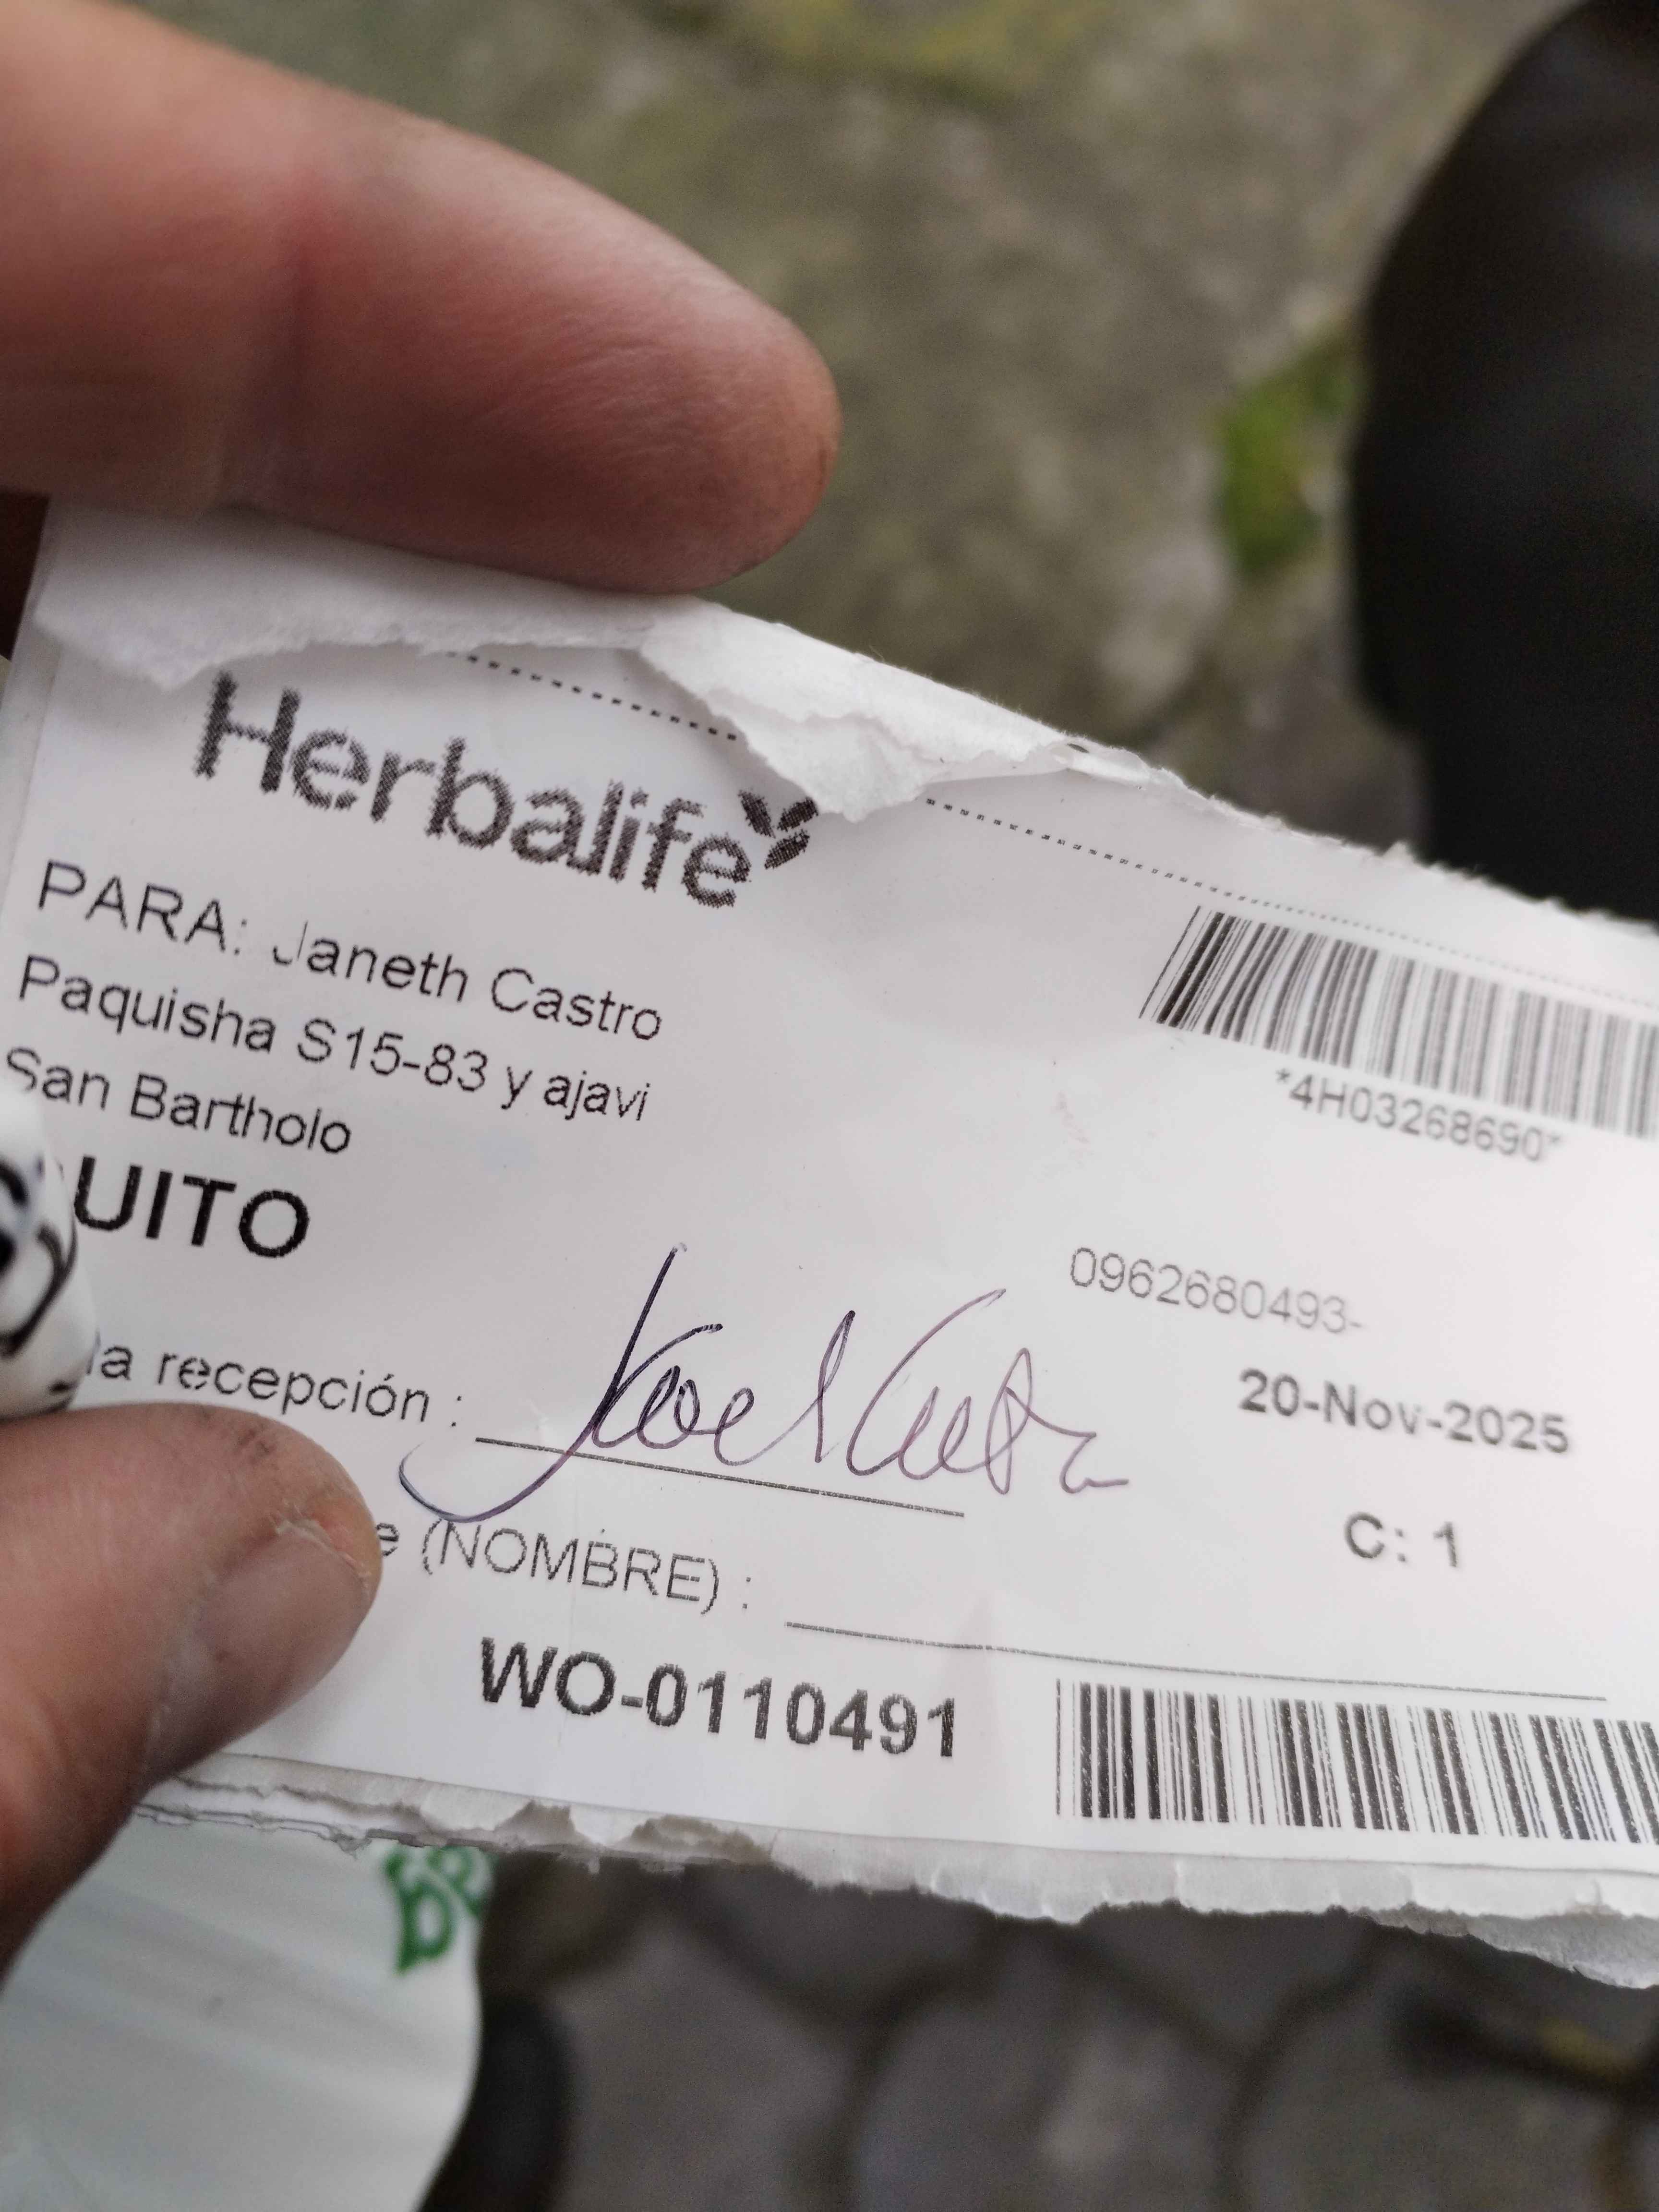 Herbalife
PARA: Janeth Castro
Paquisha S15-83 y ajavi
San Bartholo
UITO
*4H03268690*
0962680493-
20-Nov-2025
la recepción :
C: 1
(NOMBRE) :
WO-0110491